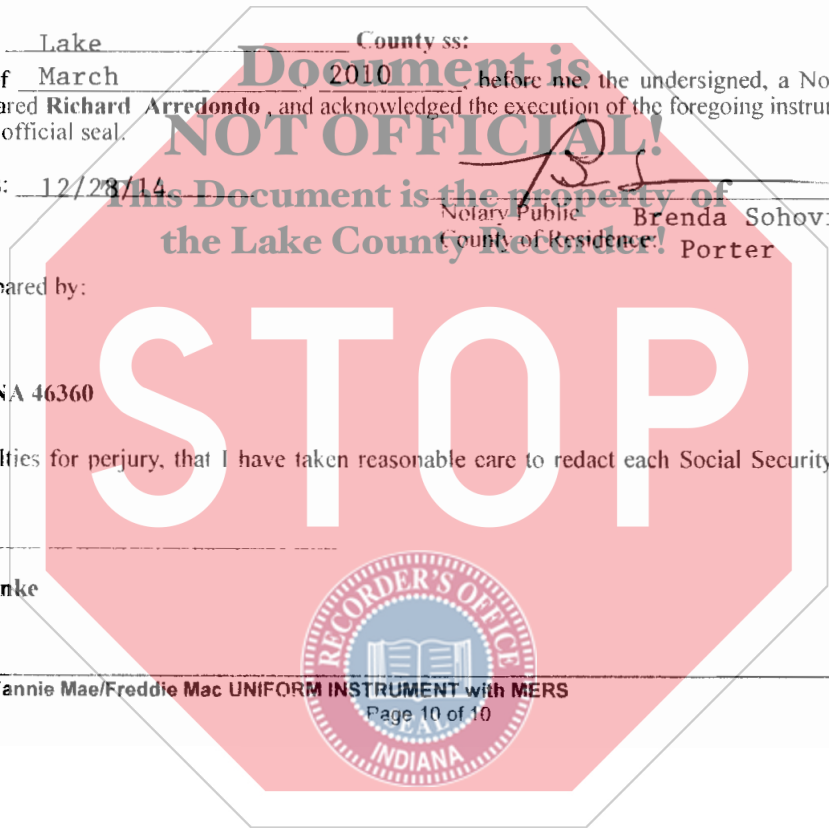 Lake County ss:
Document is
f March , 2010 , before me, the undersigned, a No
ared Richard Arredondo , and acknowledged the execution of the foregoing instrum
official seal.
NOT OFFICIAL!
: 12/28/14
This Document is the property of
Notary Public Brenda Sohovi
the Lake County Recorder!
County of Residence: Porter
ared by:
STOP
NA 46360
lties for perjury, that I have taken reasonable care to redact each Social Security
nke
RECORDER'S OFFICE
annie Mae/Freddie Mac UNIFORM INSTRUMENT with MERS
Page 10 of 10
SEAL
INDIANA